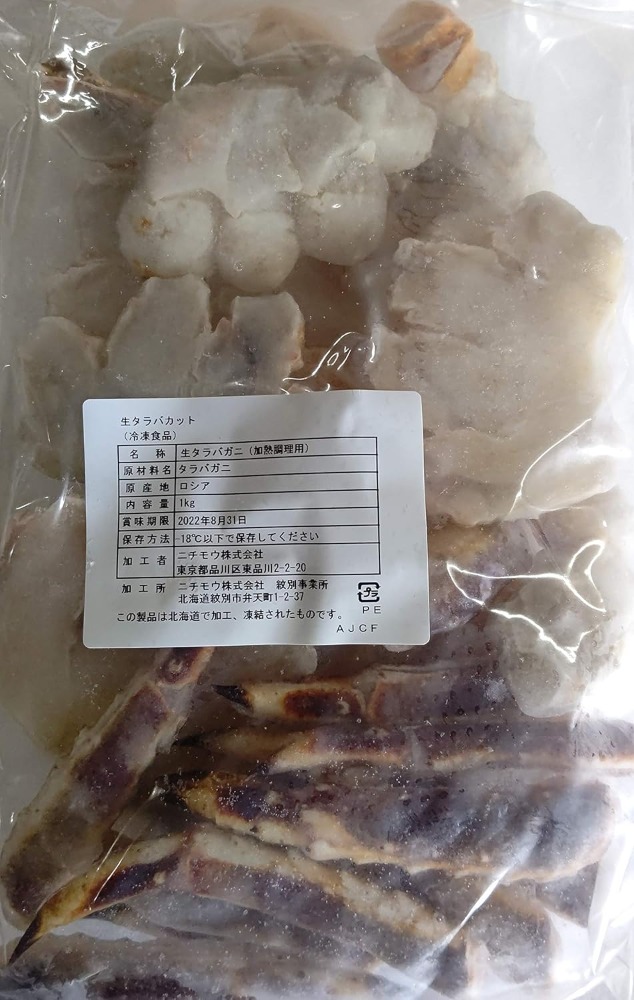 生タラバカット
(冷凍食品)
名 称 生タラバガニ(加熱調理用)
原材料名 タラバガニ
原 産 地 ロシア
内 容 量 1kg
賞味期限 2022年8月31日
保存方法 -18℃以下で保存してください
加 工 者 ニチモウ株式会社
東京都品川区東品川2-2-20
加 工 所 ニチモウ株式会社 紋別事業所
北海道紋別市弁天町1-2-37
プラ
PE
この製品は北海道で加工、凍結されたものです。
AJCF